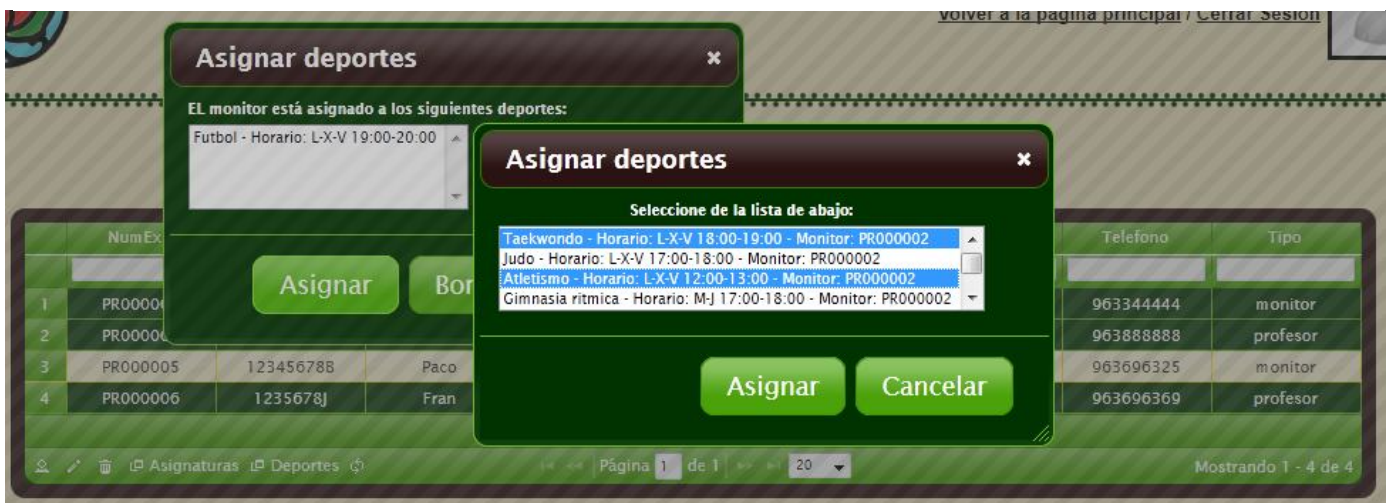 Volver a la página principal / Cerrar Sesión
Asignar deportes
EL monitor está asignado a los siguientes deportes:
Futbol - Horario: L-X-V 19:00-20:00
Asignar deportes
Seleccione de la lista de abajo:
Taekwondo - Horario: L-X-V 18:00-19:00 - Monitor: PR000002
Judo - Horario: L-X-V 17:00-18:00 - Monitor: PR000002
Atletismo - Horario: L-X-V 12:00-13:00 - Monitor: PR000002
Gimnasia ritmica - Horario: M-J 17:00-18:00 - Monitor: PR000002
Asignar Cancelar
Asignar Bor
NumEx Telefono Tipo
1 PR0000 963344444 monitor
2 PR0000 963888888 profesor
3 PR000005 12345678B Paco 963696325 monitor
4 PR000006 1235678J Fran 963696369 profesor
Asignaturas Deportes Página 1 de 1 20 Mostrando 1 - 4 de 4